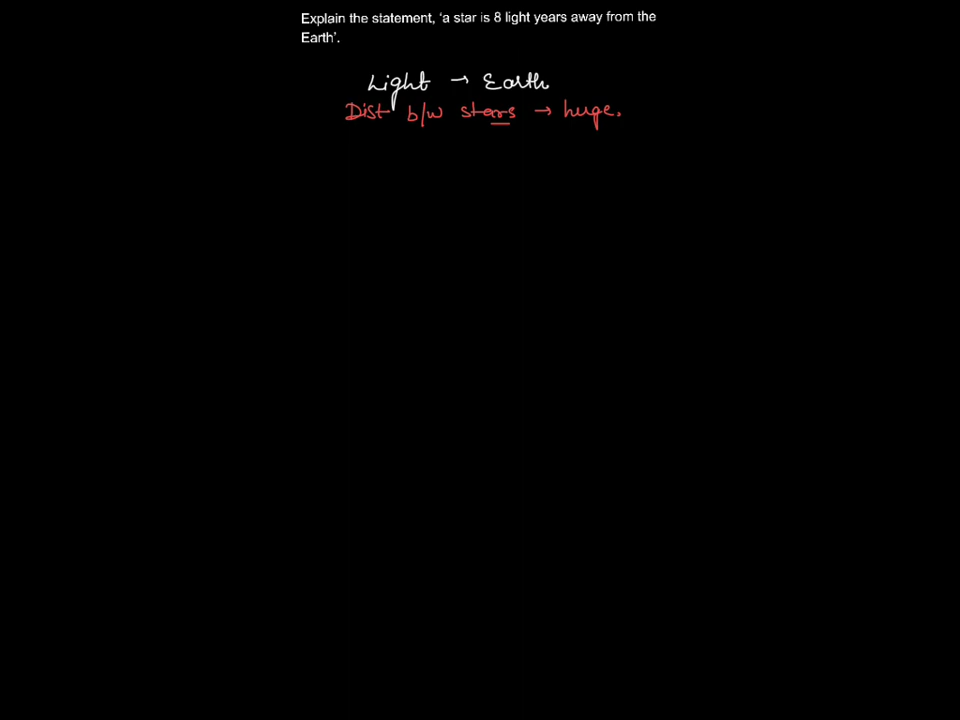 Explain the statement, ‘a star is 8 light years away from the
Earth’.
Light → Earth
Dist b/w stars → huge.